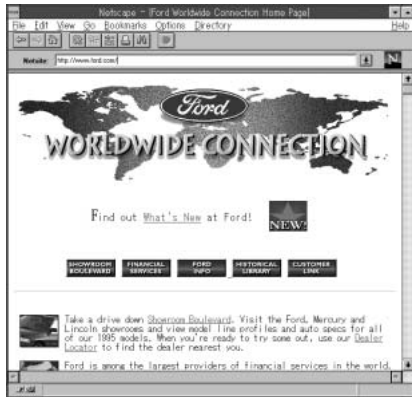 Netscape - [Ford Worldwide Connection Home Page]
File Edit View Go Bookmarks Options Directory Help
Netsite: http://www.ford.com/
N
Ford
WORLDWIDE CONNECTION
Find out What's New at Ford!
NEW!
SHOWROOM BOULEVARD FINANCIAL SERVICES FORD INFO HISTORICAL LIBRARY CUSTOMER LINK
Take a drive down Showroom Boulevard. Visit the Ford, Mercury and
Lincoln showrooms and view model line profiles and auto specs for all
of our 1995 models. When you're ready to try some out, use our Dealer
Locator to find the dealer nearest you.
Ford is among the largest providers of financial services in the world.